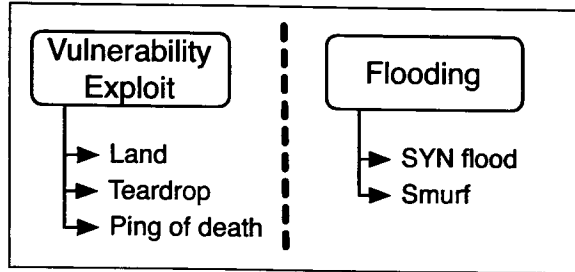 Vulnerability
Exploit
Land
Teardrop
Ping of death
Flooding
SYN flood
Smurf